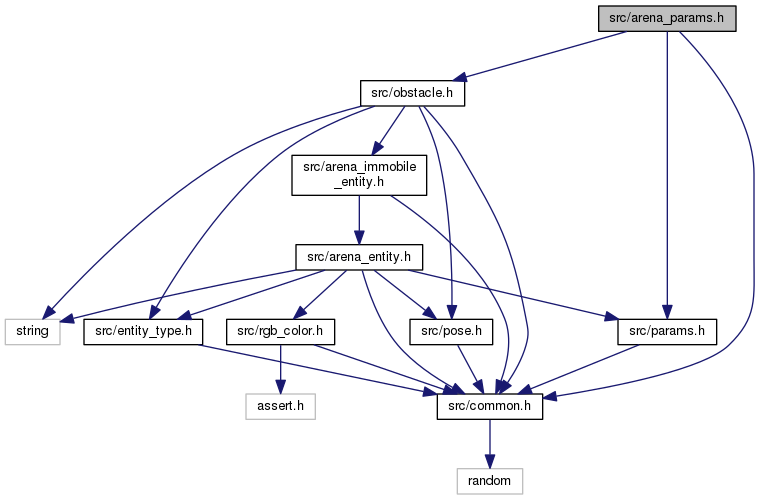 src/arena_params.h
src/obstacle.h
src/arena_immobile
_entity.h
src/arena_entity.h
string
src/entity_type.h
src/rgb_color.h
src/pose.h
src/params.h
assert.h
src/common.h
random